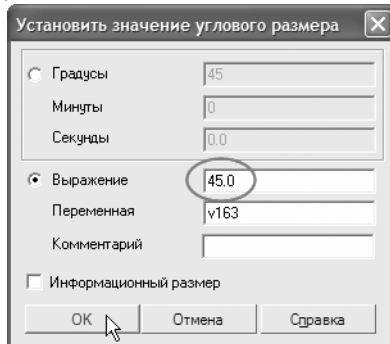 Установить значение углового размера
Градусы 45
Минуты 0
Секунды 0.0
Выражение 45.0
Переменная v163
Комментарий
Информационный размер
OK Отмена Справка